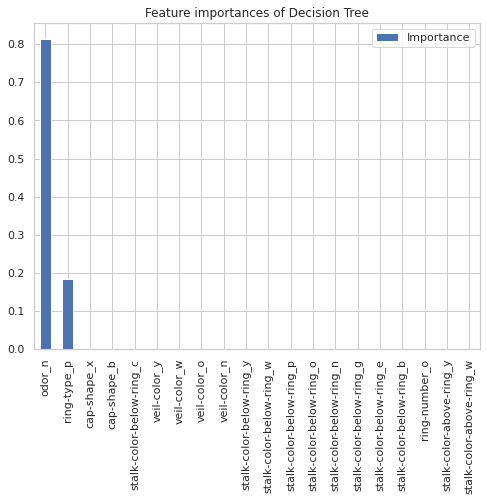 Feature importances of Decision Tree
Importance
0.8
0.7
0.6
0.5
0.4
0.3
0.2
0.1
0.0
odor_n
ring-type_p
cap-shape_x
cap-shape_b
stalk-color-below-ring_c
veil-color_y
veil-color_w
veil-color_o
veil-color_n
stalk-color-below-ring_y
stalk-color-below-ring_w
stalk-color-below-ring_p
stalk-color-below-ring_o
stalk-color-below-ring_n
stalk-color-below-ring_g
stalk-color-below-ring_e
stalk-color-below-ring_b
ring-number_o
stalk-color-above-ring_y
stalk-color-above-ring_w